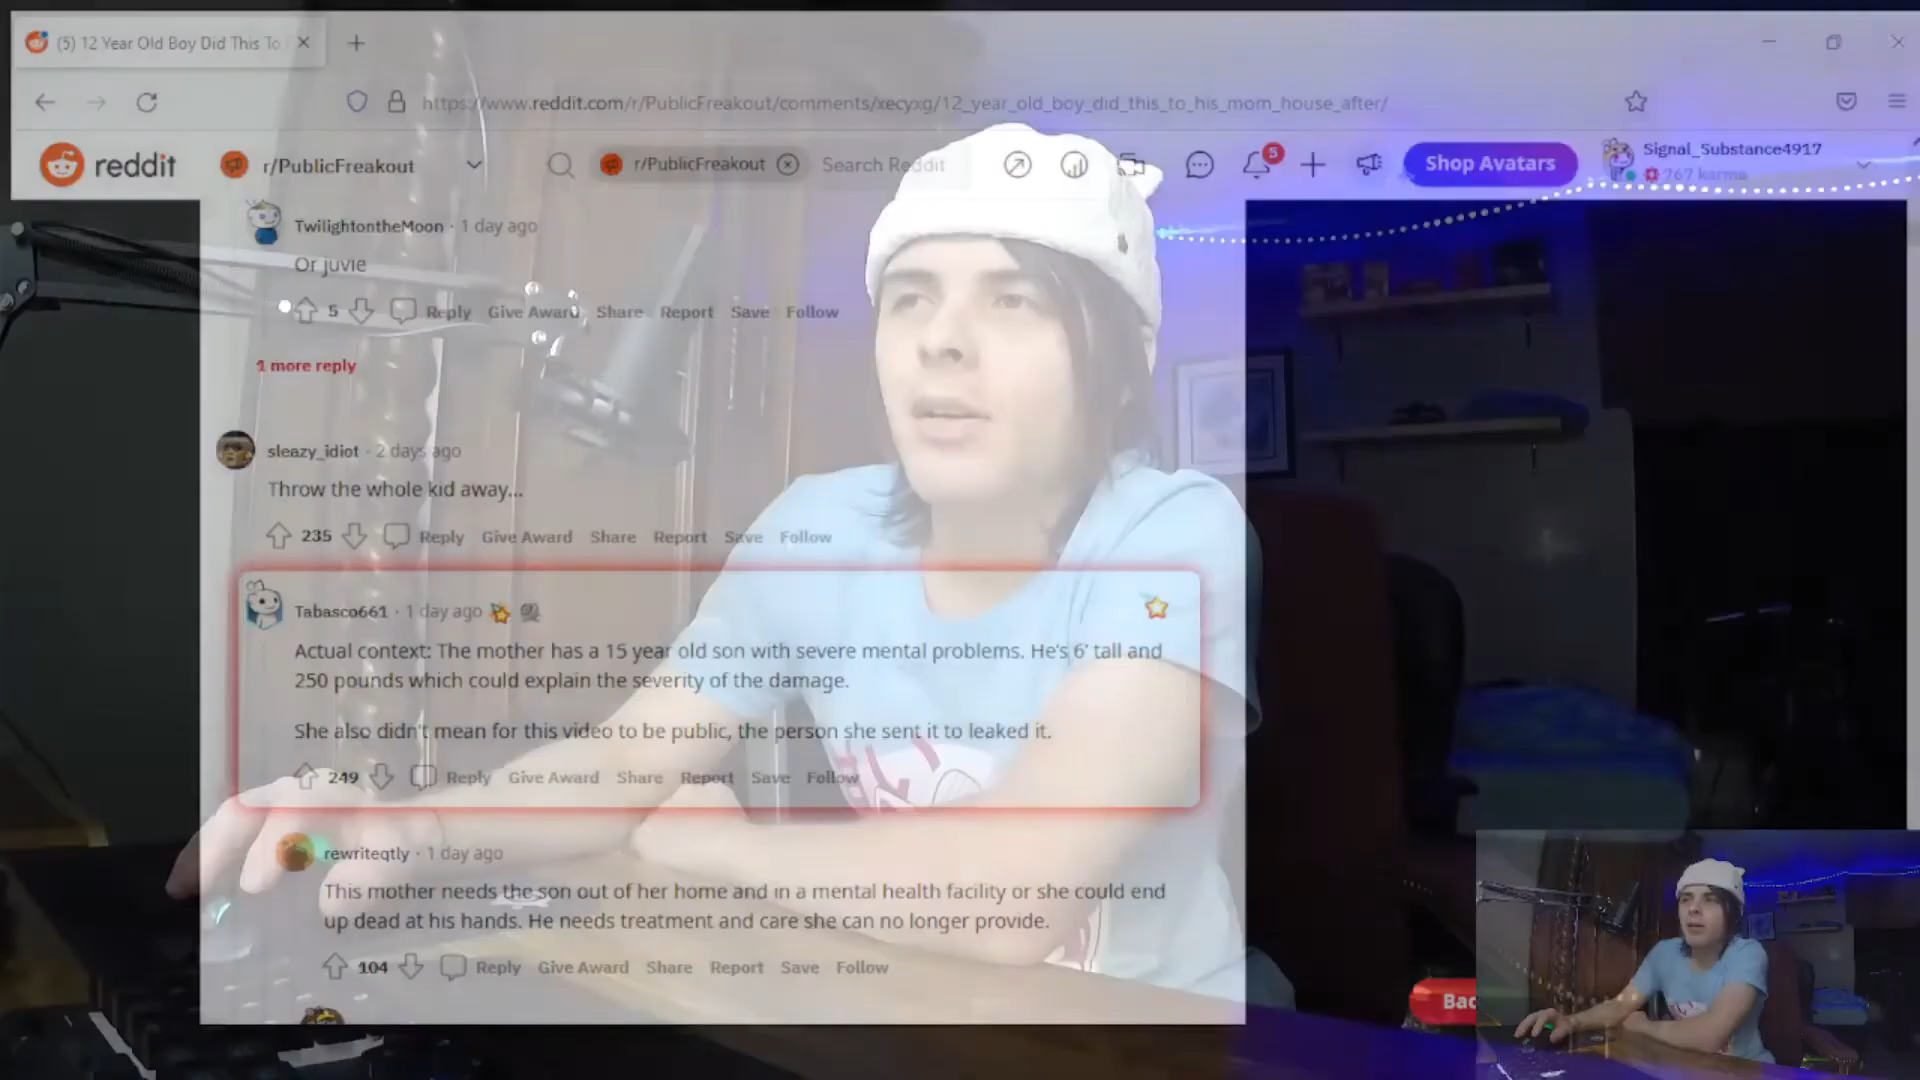 (5) 12 Year Old Boy Did This To
https://www.reddit.com/r/PublicFreakout/comments/xecyxg/12_year_old_boy_did_this_to_his_mom_house_after/
reddit r/PublicFreakout r/PublicFreakout Search Reddit 5 Shop Avatars Signal_Substance4917
767 karma
TwilightontheMoon · 1 day ago
Or juvie
5 Reply Give Award Share Report Save Follow
1 more reply
sleazy_idiot · 2 days ago
Throw the whole kid away...
235 Reply Give Award Share Report Save Follow
Tabasco661 · 1 day ago
Actual context: The mother has a 15 year old son with severe mental problems. He's 6' tall and
250 pounds which could explain the severity of the damage.
She also didn't mean for this video to be public, the person she sent it to leaked it.
249 Reply Give Award Share Report Save Follow
rewriteqtly · 1 day ago
This mother needs the son out of her home and in a mental health facility or she could end
up dead at his hands. He needs treatment and care she can no longer provide.
104 Reply Give Award Share Report Save Follow
Bac